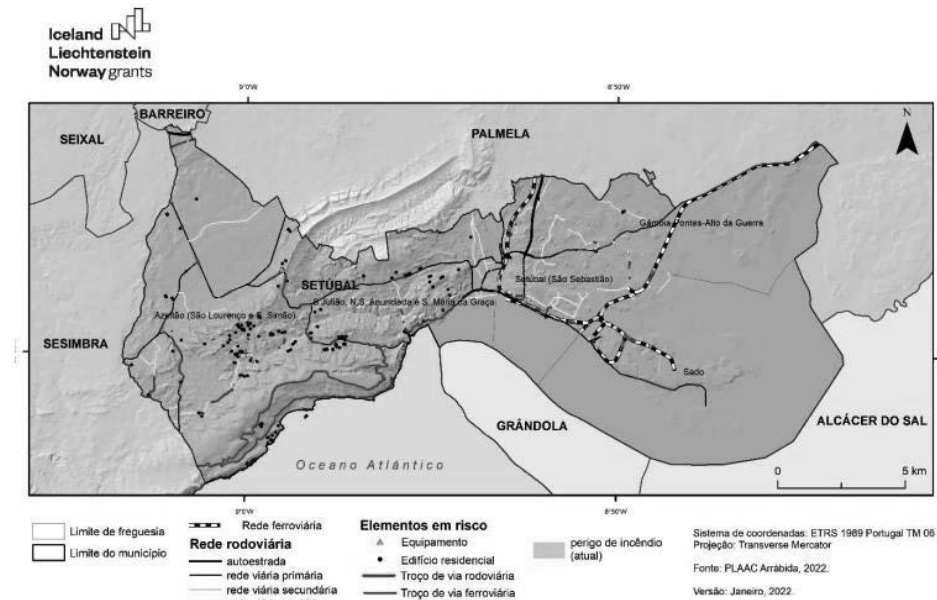 Iceland
Liechtenstein
Norway grants
9°0'W
8°50'W
BARREIRO
SEIXAL
PALMELA
N
Gâmbia-Pontes-Alto da Guerra
SETÚBAL
Setúbal (São Sebastião)
S.Julião, N.S. Anunciada e S. Maria da Graça
Azeitão (São Lourenço e S. Simão)
SESIMBRA
Sado
GRÂNDOLA
ALCÁCER DO SAL
Oceano Atlântico
0
5 km
9°0'W
8°50'W
Limite de freguesia
Limite do município
Rede ferroviária
Rede rodoviária
autoestrada
rede viária primária
rede viária secundária
Elementos em risco
Equipamento
Edifício residencial
Troço de via rodoviária
Troço de via ferroviária
perigo de incêndio
(atual)
Sistema de coordenadas: ETRS 1989 Portugal TM 06
Projeção: Transverse Mercator
Fonte: PLAAC Arrábida, 2022.
Versão: Janeiro, 2022.